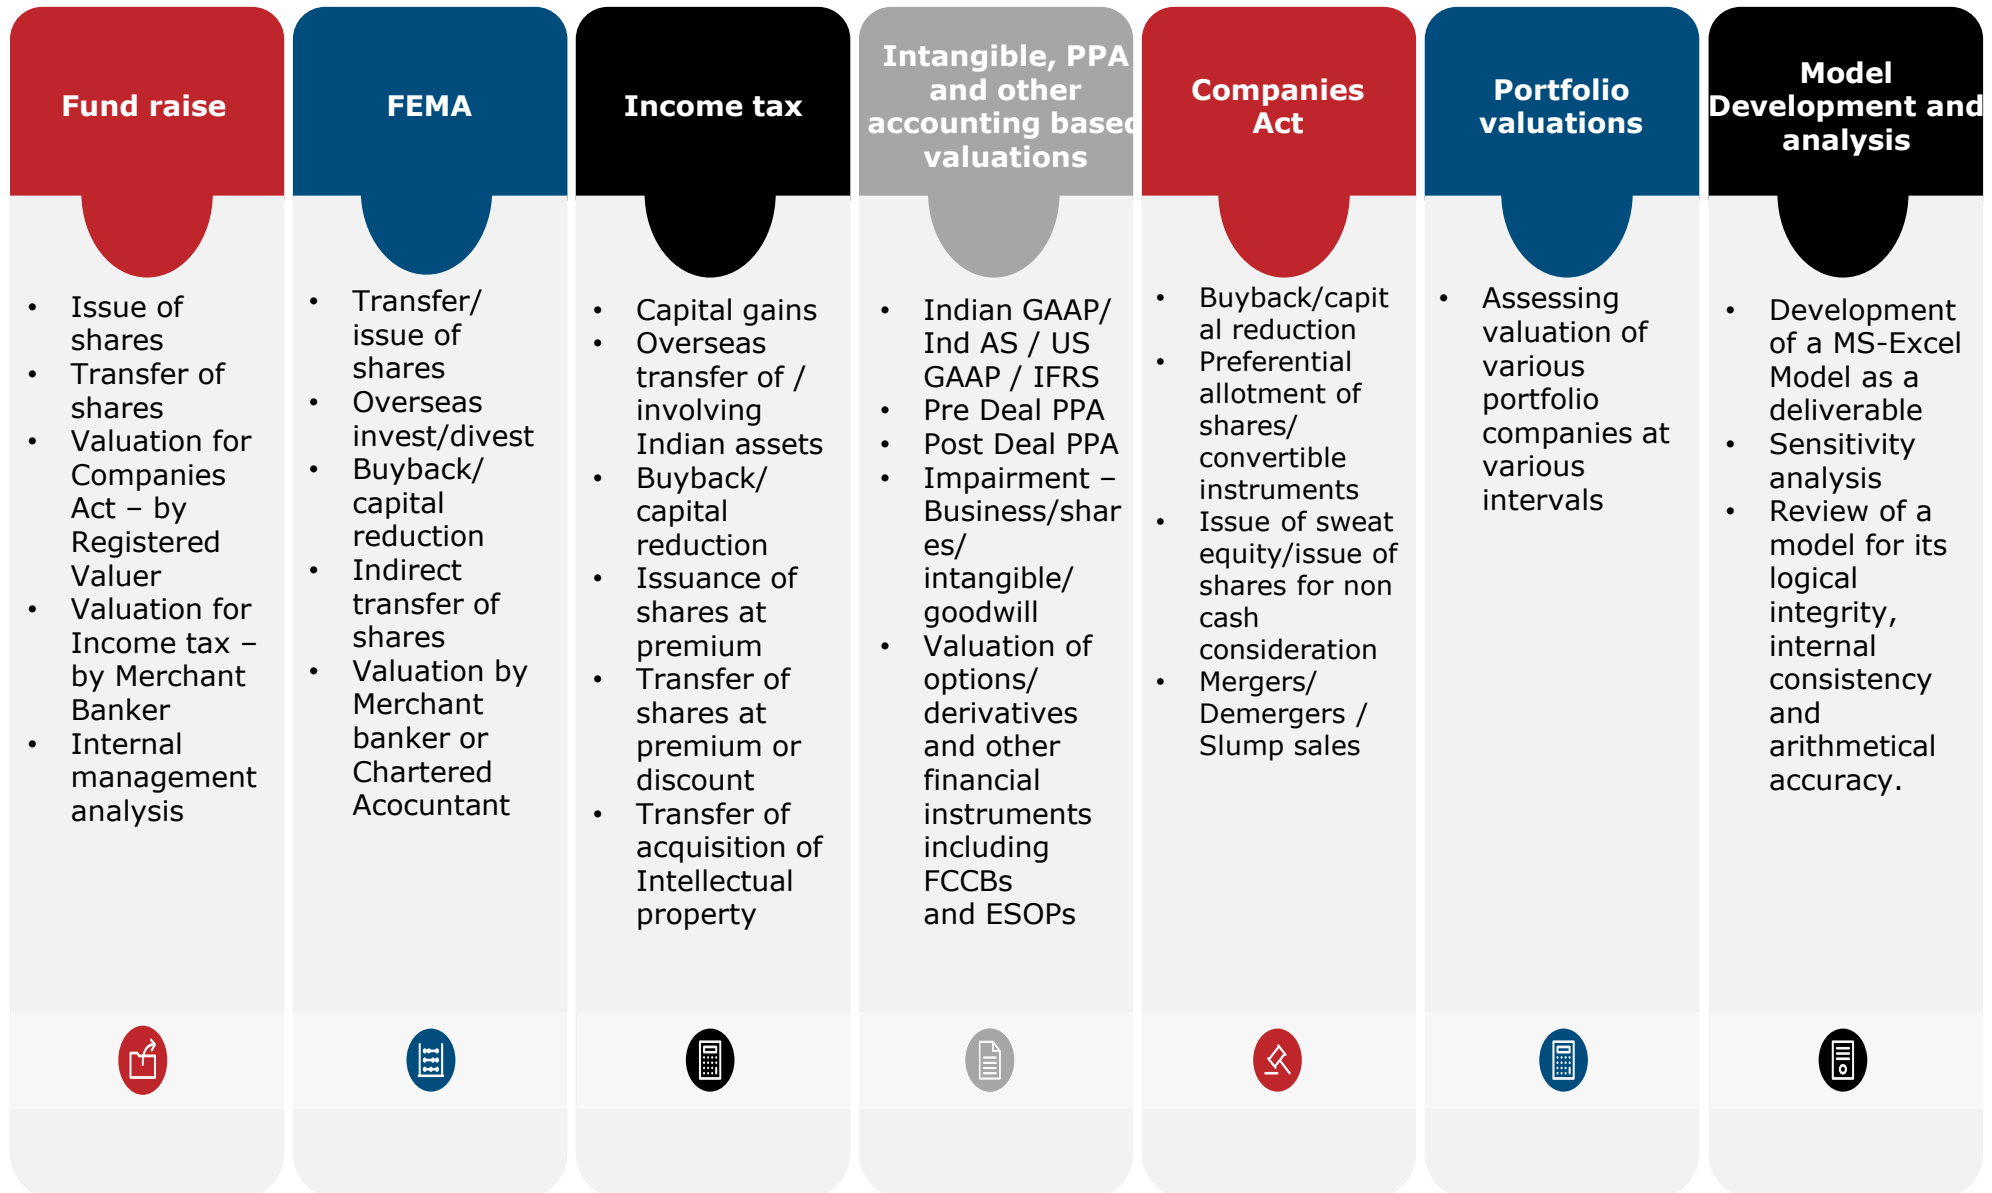 Fund raise
• Issue of
shares
• Transfer of
shares
• Valuation for
Companies
Act – by
Registered
Valuer
• Valuation for
Income tax –
by Merchant
Banker
• Internal
management
analysis
FEMA
• Transfer/
issue of
shares
• Overseas
invest/divest
• Buyback/
capital
reduction
• Indirect
transfer of
shares
• Valuation by
Merchant
banker or
Chartered
Acocuntant
Income tax
• Capital gains
• Overseas
transfer of /
involving
Indian assets
• Buyback/
capital
reduction
• Issuance of
shares at
premium
• Transfer of
shares at
premium or
discount
• Transfer of
acquisition of
Intellectual
property
Intangible, PPA
and other
accounting based
valuations
• Indian GAAP/
Ind AS / US
GAAP / IFRS
• Pre Deal PPA
• Post Deal PPA
• Impairment –
Business/shar
es/
intangible/
goodwill
• Valuation of
options/
derivatives
and other
financial
instruments
including
FCCBs
and ESOPs
Companies
Act
• Buyback/capit
al reduction
• Preferential
allotment of
shares/
convertible
instruments
• Issue of sweat
equity/issue of
shares for non
cash
consideration
• Mergers/
Demergers /
Slump sales
Portfolio
valuations
• Assessing
valuation of
various
portfolio
companies at
various
intervals
Model
Development and
analysis
• Development
of a MS-Excel
Model as a
deliverable
• Sensitivity
analysis
• Review of a
model for its
logical
integrity,
internal
consistency
and
arithmetical
accuracy.